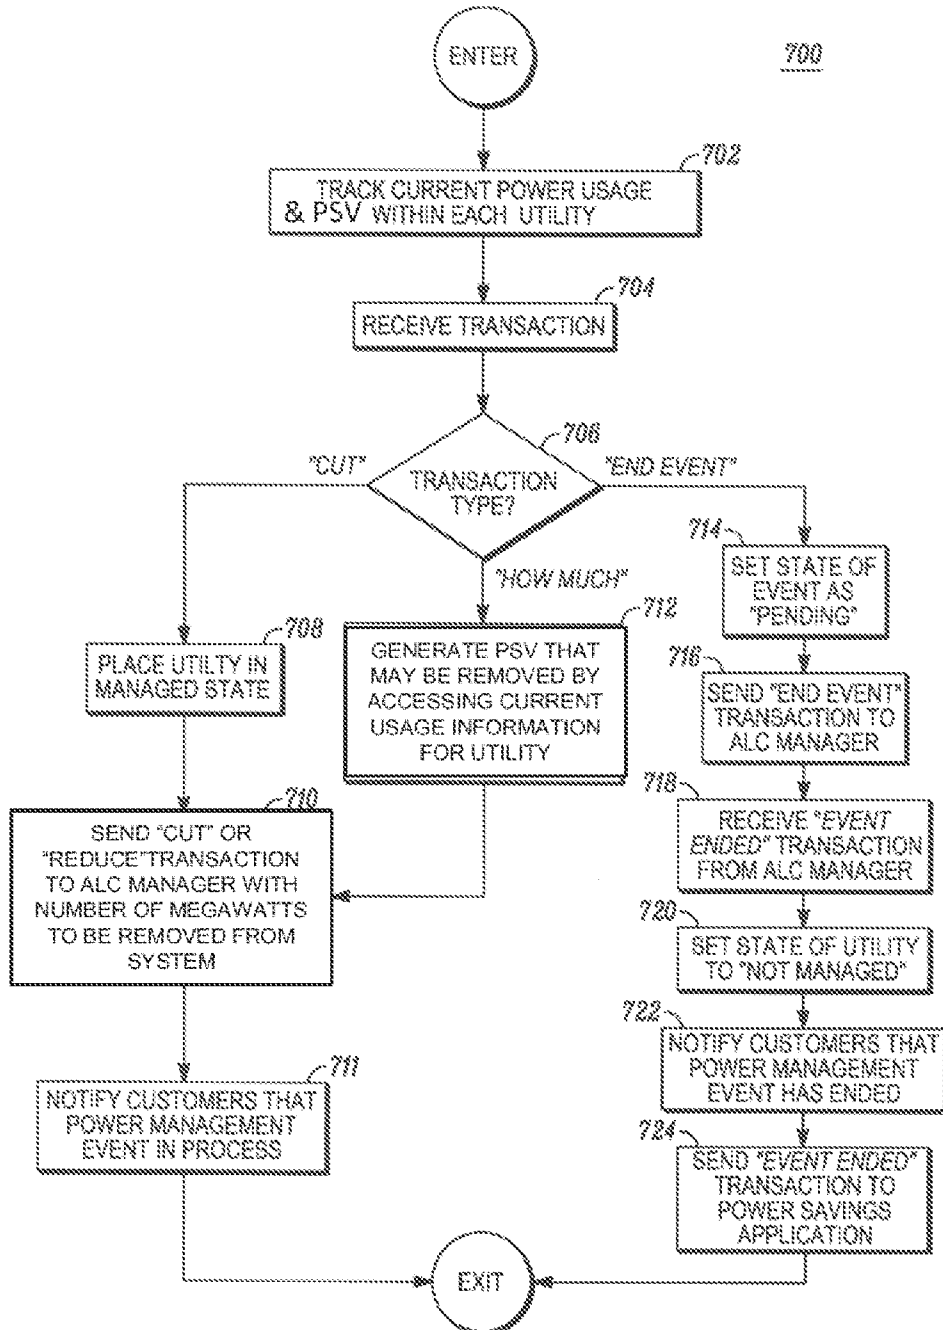 ENTER
700
702
TRACK CURRENT POWER USAGE
& PSV WITHIN EACH UTILITY
704
RECEIVE TRANSACTION
706
"CUT"
TRANSACTION
TYPE?
"END EVENT"
"HOW MUCH"
708
PLACE UTILTY IN
MANAGED STATE
712
GENERATE PSV THAT
MAY BE REMOVED BY
ACCESSING CURRENT
USAGE INFORMATION
FOR UTILITY
714
SET STATE OF
EVENT AS
"PENDING"
716
SEND "END EVENT"
TRANSACTION TO
ALC MANAGER
710
SEND "CUT" OR
"REDUCE"TRANSACTION
TO ALC MANAGER WITH
NUMBER OF MEGAWATTS
TO BE REMOVED FROM
SYSTEM
718
RECEIVE "EVENT
ENDED" TRANSACTION
FROM ALC MANAGER
720
SET STATE OF UTILITY
TO "NOT MANAGED"
711
NOTIFY CUSTOMERS THAT
POWER MANAGEMENT
EVENT IN PROCESS
722
NOTIFY CUSTOMERS THAT
POWER MANAGEMENT
EVENT HAS ENDED
724
SEND "EVENT ENDED"
TRANSACTION TO
POWER SAVINGS
APPLICATION
EXIT